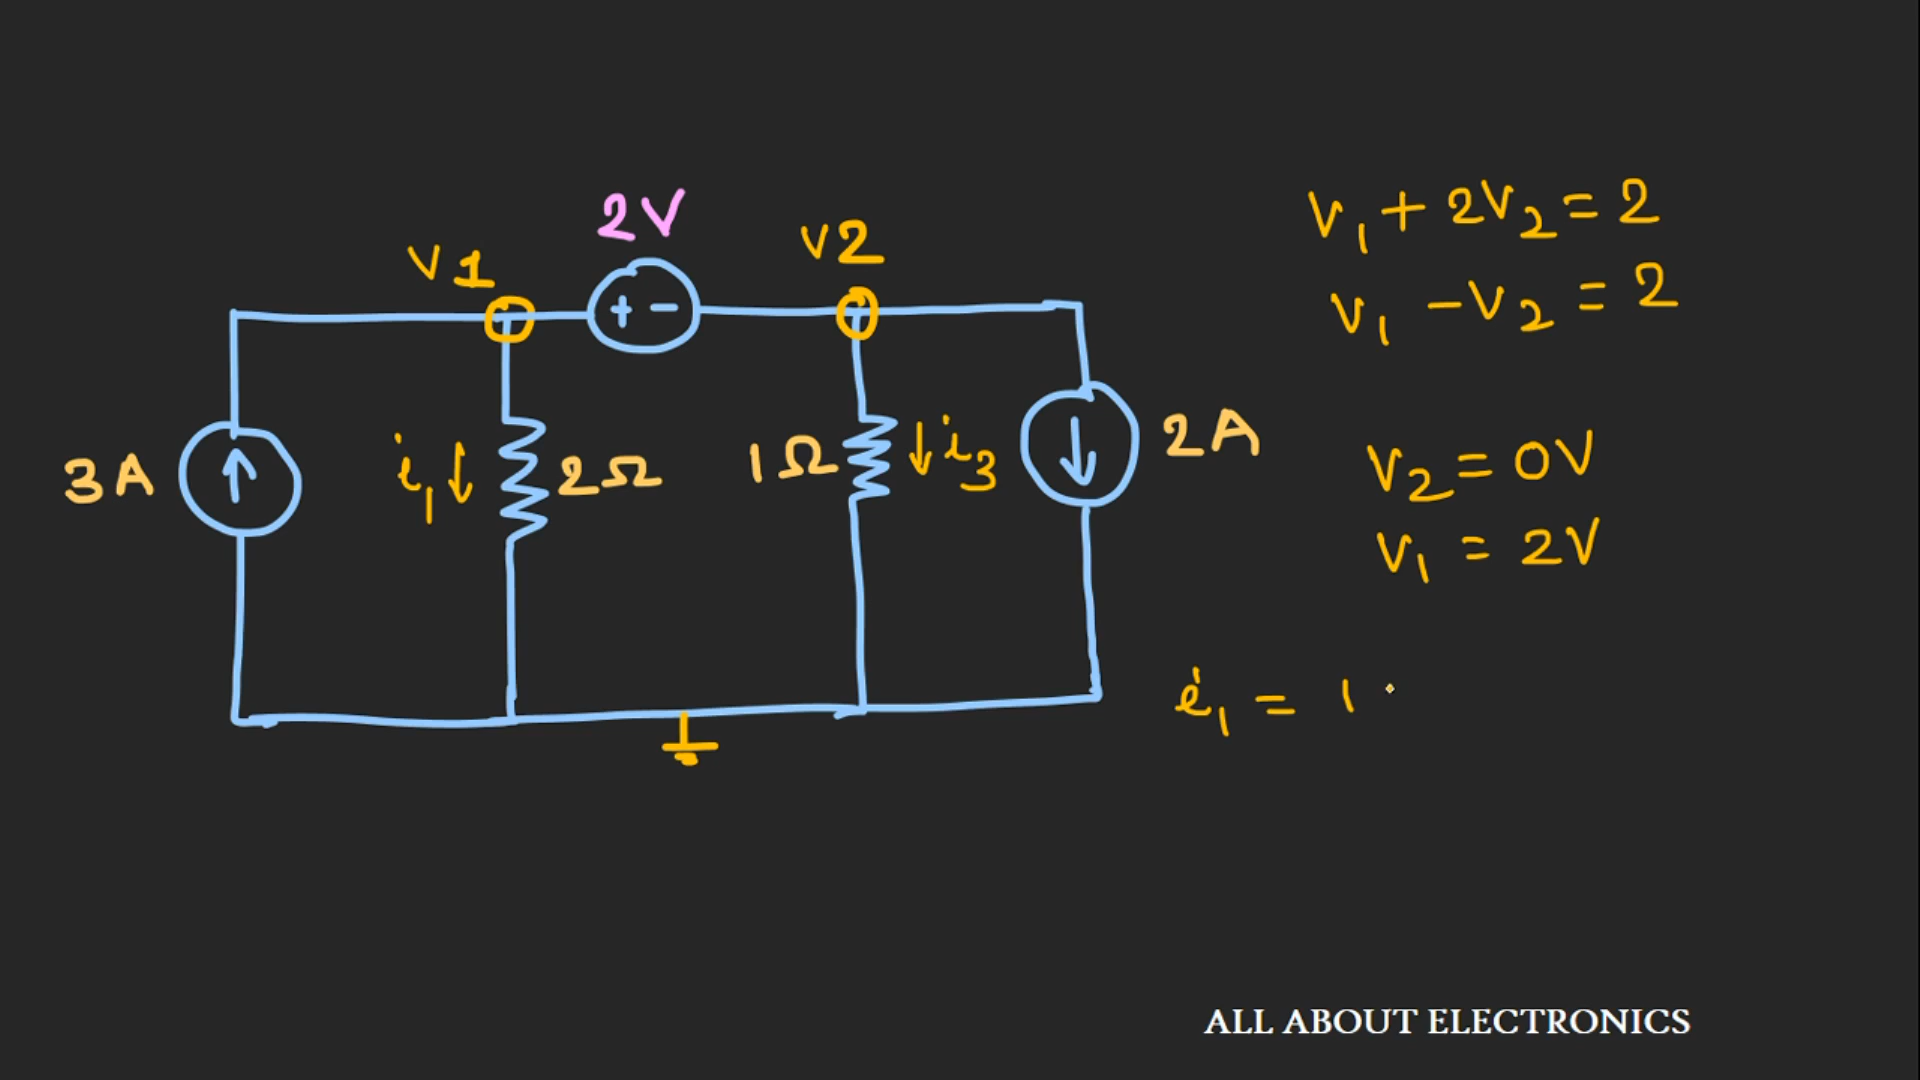 2V
V1
V2
3A
i₁↓
2Ω
1Ω
↓i₃
2A
+ −
V₁ + 2V₂ = 2
V₁ − V₂ = 2
V₂ = 0V
V₁ = 2V
i₁ = 1
ALL ABOUT ELECTRONICS